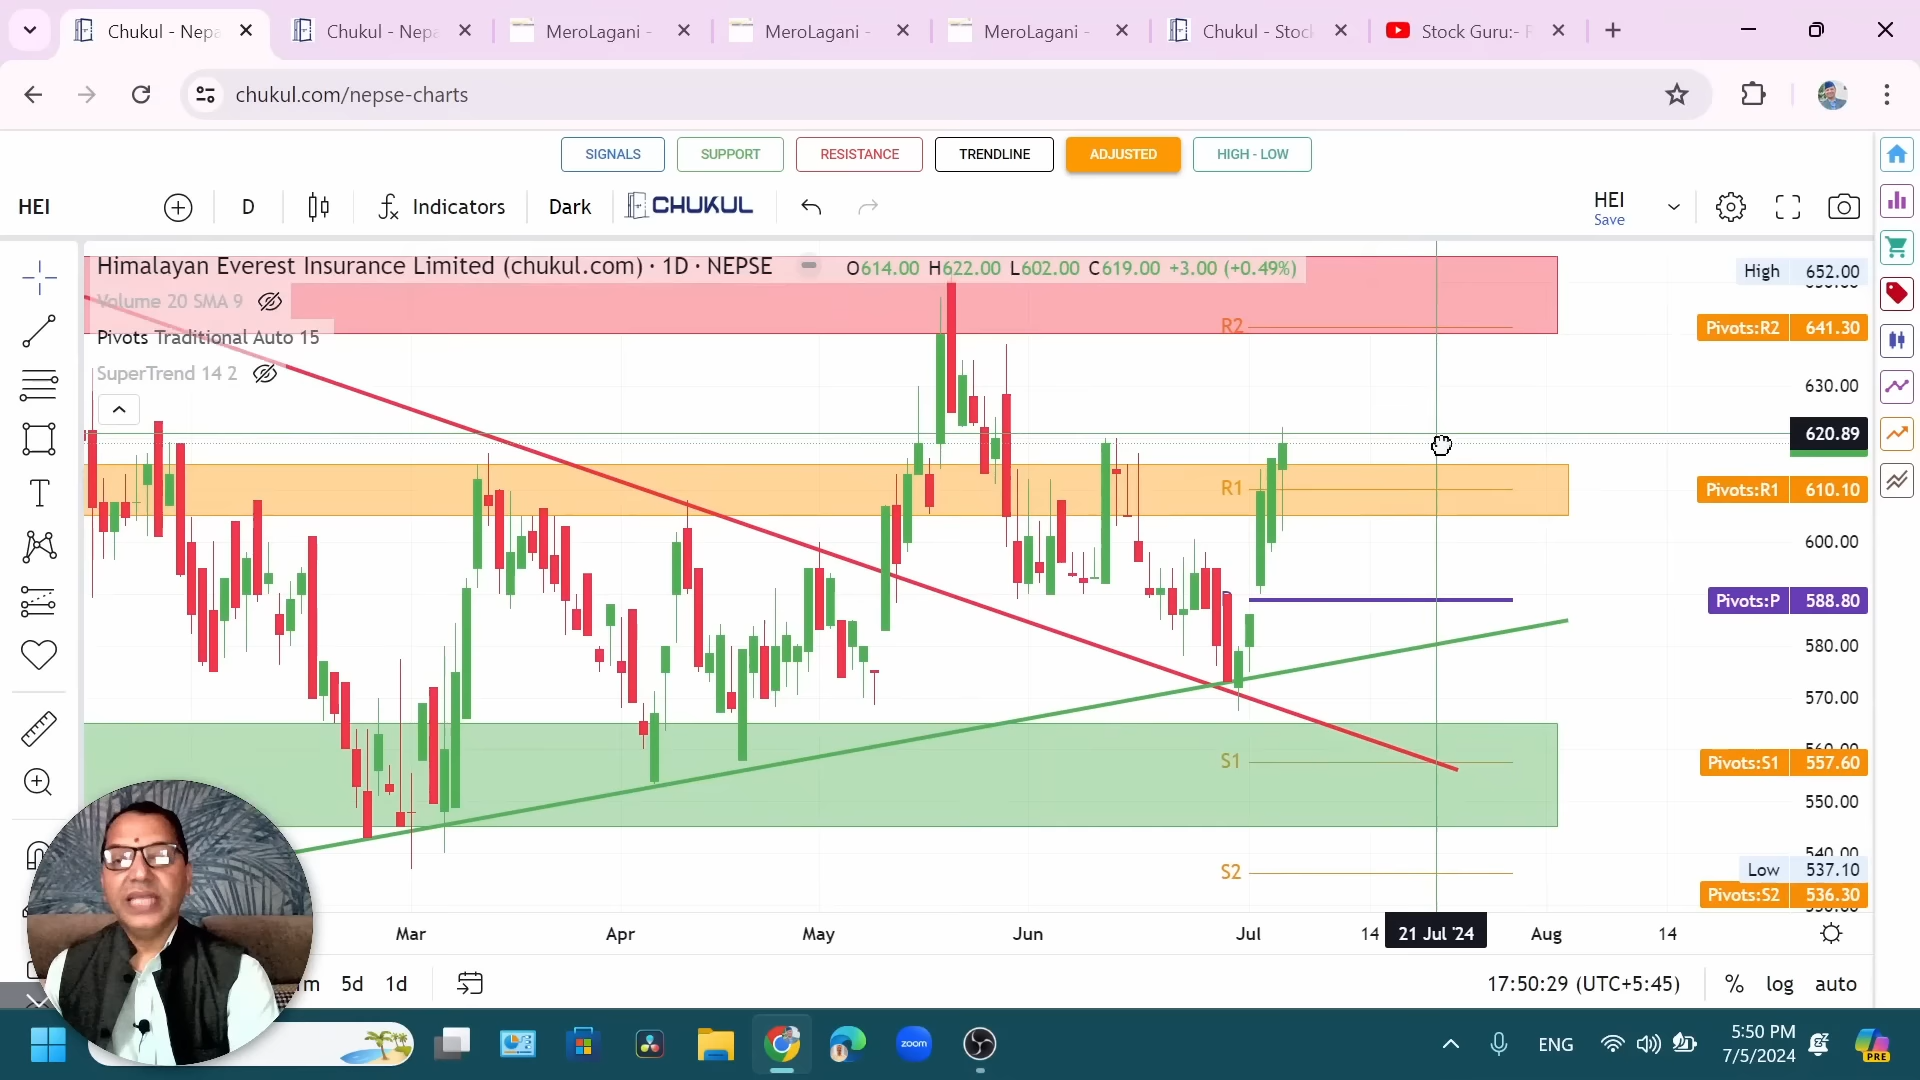 Chukul - Nepa
Chukul - Nepa
MeroLagani -
MeroLagani -
MeroLagani -
Chukul - Stoc
Stock Guru:- R
chukul.com/nepse-charts
SIGNALS
SUPPORT
RESISTANCE
TRENDLINE
ADJUSTED
HIGH - LOW
HEI
D
Indicators
Dark
CHUKUL
HEI
Save
Himalayan Everest Insurance Limited (chukul.com) · 1D · NEPSE
O614.00 H622.00 L602.00 C619.00 +3.00 (+0.49%)
Volume 20 SMA 9
Pivots Traditional Auto 15
SuperTrend 14 2
High 652.00
R2
Pivots:R2 641.30
630.00
620.89
R1
Pivots:R1 610.10
600.00
Pivots:P 588.80
580.00
570.00
560.00
S1
Pivots:S1 557.60
550.00
540.00
S2
Low 537.10
Pivots:S2 536.30
Mar
Apr
May
Jun
Jul
14
21 Jul '24
Aug
14
m
5d
1d
17:50:29 (UTC+5:45)
%
log
auto
zoom
ENG
5:50 PM
7/5/2024
PRE